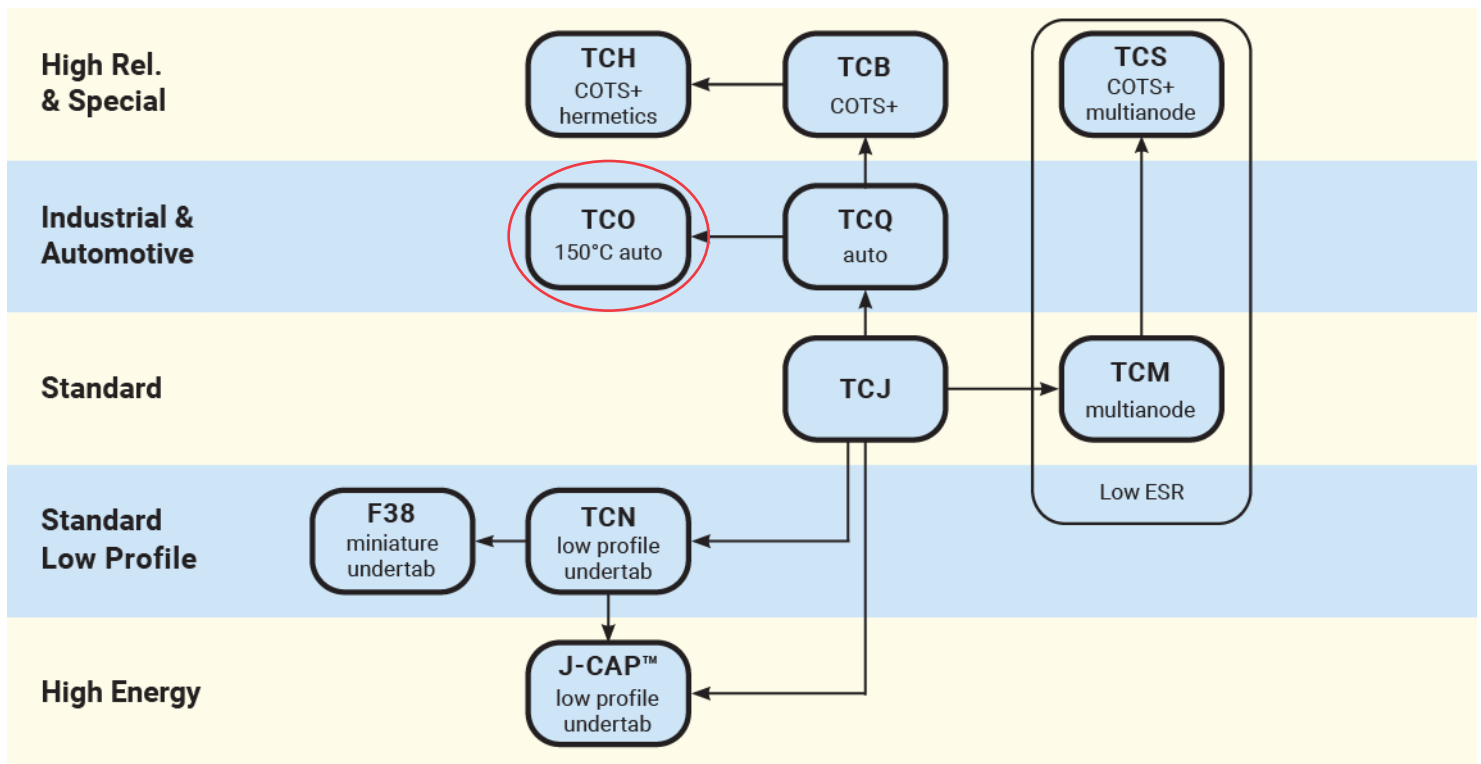 High Rel.
& Special
TCH
COTS+
hermetics
TCB
COTS+
TCS
COTS+
multianode
Industrial &
Automotive
TCO
150°C auto
TCQ
auto
Standard
TCJ
TCM
multianode
Low ESR
Standard
Low Profile
F38
miniature
undertab
TCN
low profile
undertab
High Energy
J-CAP™
low profile
undertab